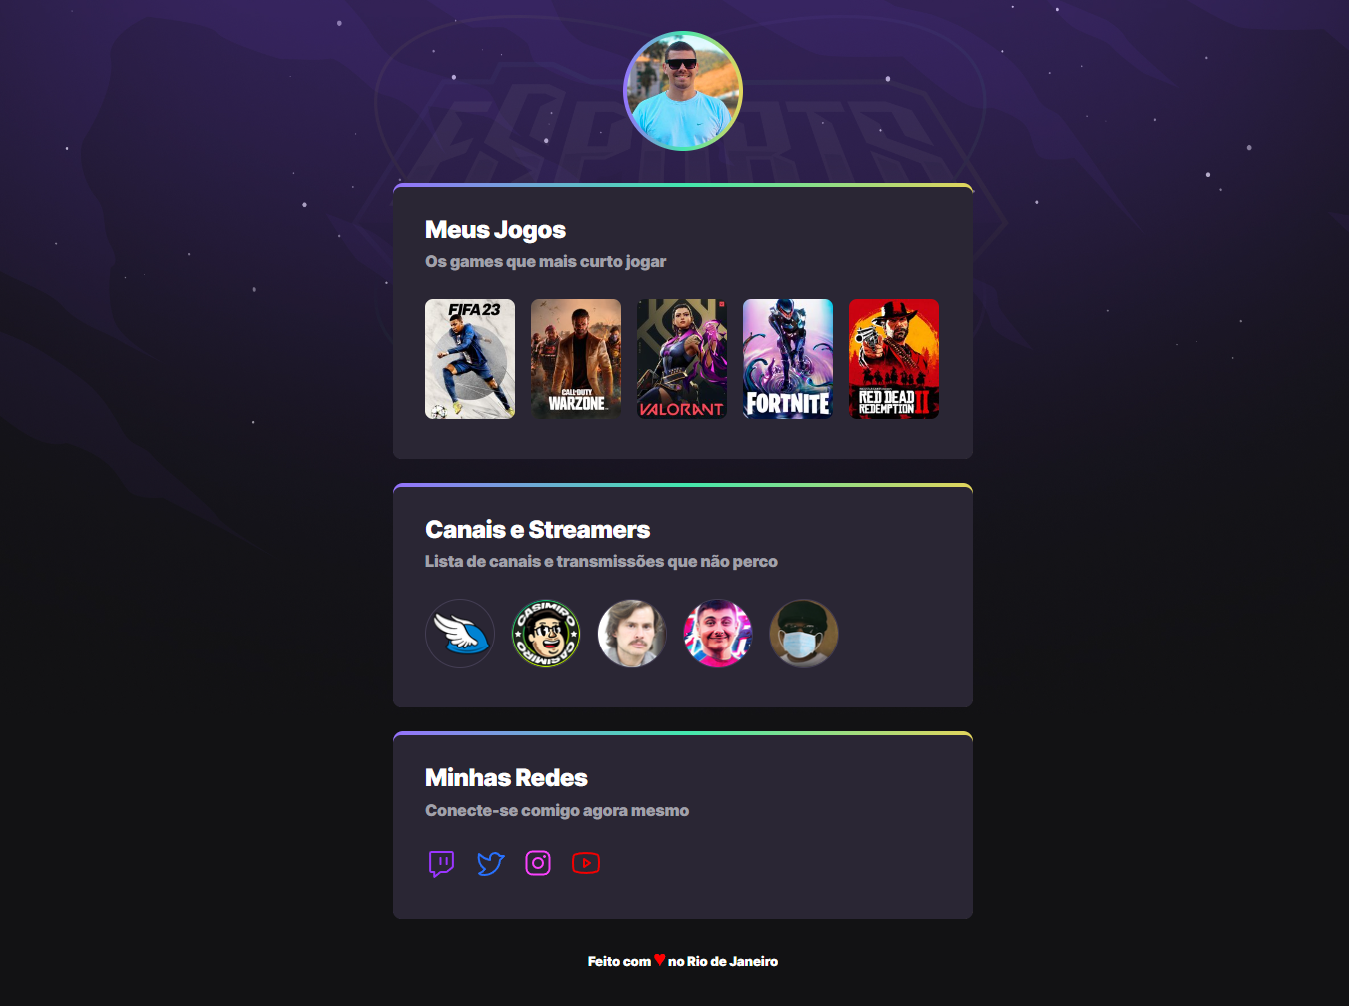 ESPORTS
Meus Jogos
Os games que mais curto jogar
FIFA 23
CALL OF DUTY
WARZONE
VALORANT
FORTNITE
RED DEAD
REDEMPTION II
Canais e Streamers
Lista de canais e transmissões que não perco
CASIMIRO
CASIMIRO
Minhas Redes
Conecte-se comigo agora mesmo
Feito com ♥ no Rio de Janeiro